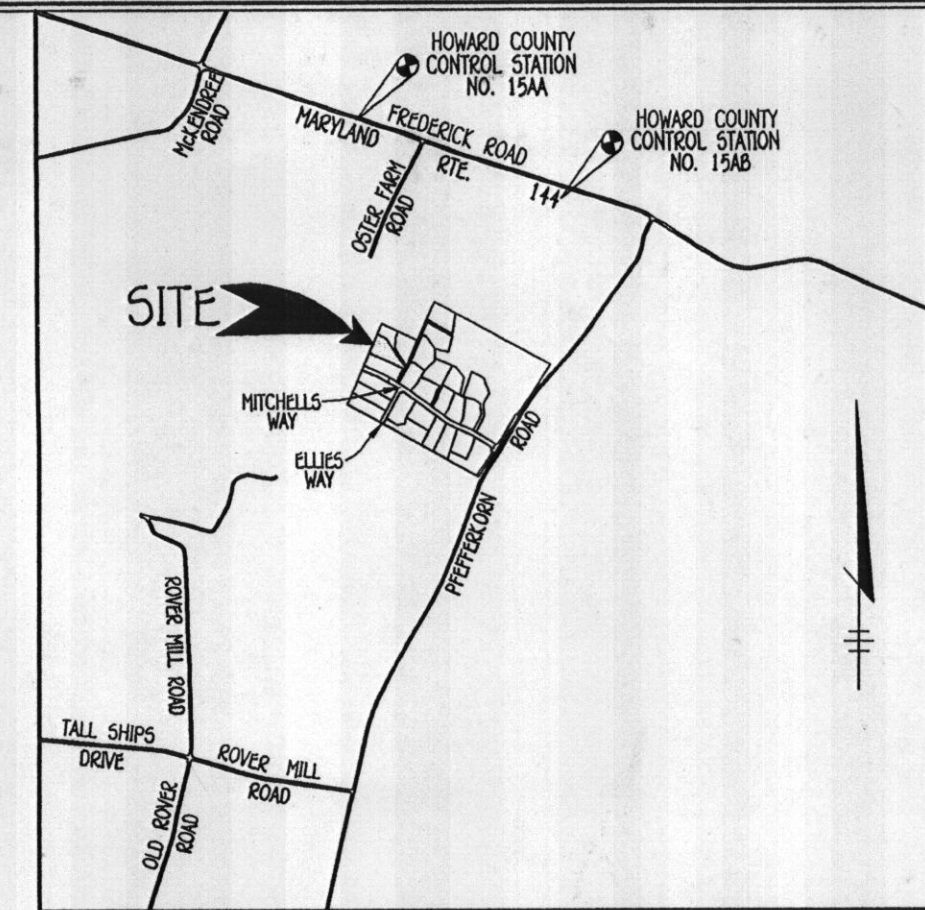 HOWARD COUNTY
CONTROL STATION
NO. 15AA
HOWARD COUNTY
CONTROL STATION
NO. 15AB
McKENDREE
ROAD
MARYLAND
FREDERICK ROAD
RTE.
144
OSTER FARM
ROAD
SITE
MITCHELLS
WAY
ELLIES
WAY
ROAD
PFEFFERKORN
ROVER MILL ROAD
TALL SHIPS
DRIVE
ROVER MILL
ROAD
OLD ROVER
ROAD